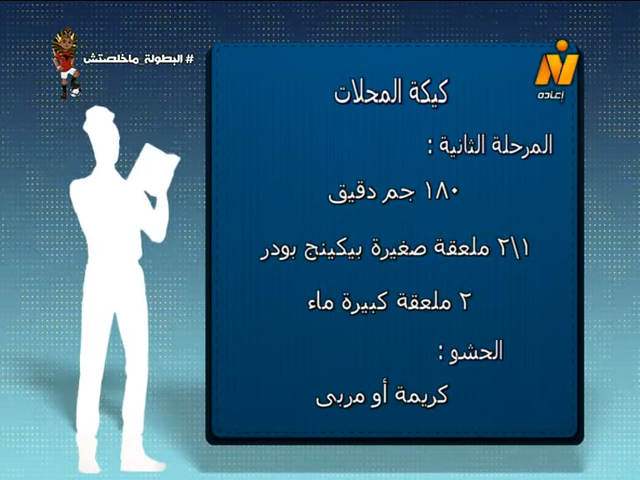 # البطولة_ماخلصتش
إعاده
كيكة المحلات
المرحلة الثانية :
١٨٠ جم دقيق
١\٢ ملعقة صغيرة بيكينج بودر
٢ ملعقة كبيرة ماء
الحشو :
كريمة أو مربى